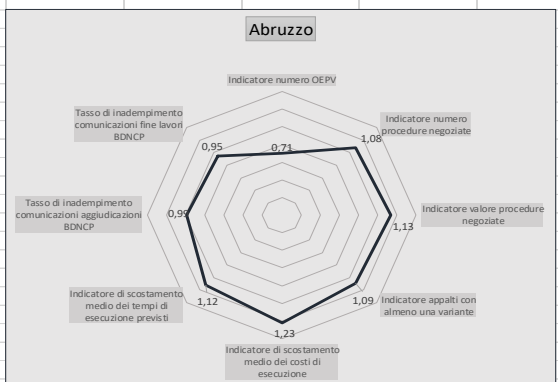 Abruzzo
Indicatore numero OEPV
Indicatore numero
procedure negoziate
Indicatore valore procedure
negoziate
Indicatore appalti con
almeno una variante
Indicatore di scostamento
medio dei costi di
esecuzione
Indicatore di scostamento
medio dei tempi di
esecuzione previsti
Tasso di inadempimento
comunicazioni aggiudicazioni
BDNCP
Tasso di inadempimento
comunicazioni fine lavori
BDNCP
0,71
1,08
1,13
1,09
1,23
1,12
0,99
0,95